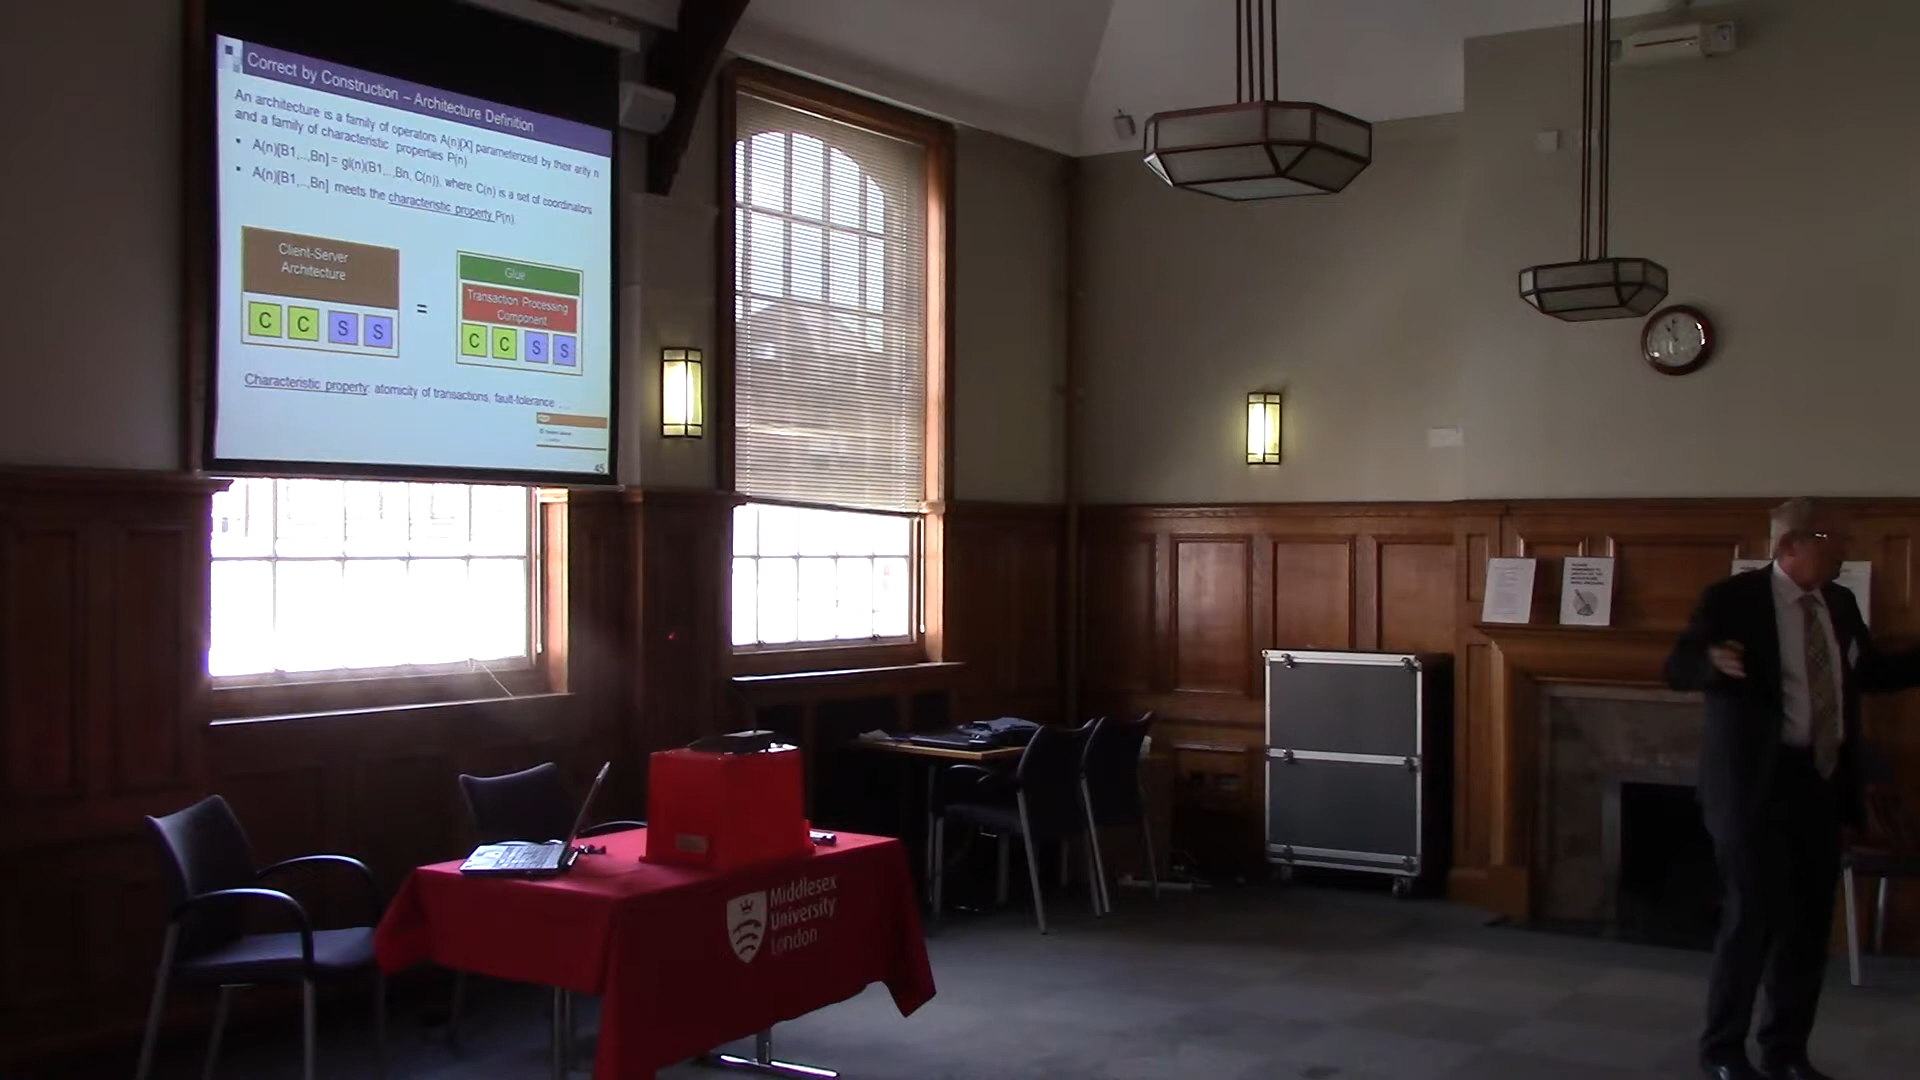 Correct by Construction – Architecture Definition
An architecture is a family of operators A(n)[X] parameterized by their arity n
and a family of characteristic properties P(n)
• A(n)[B1,..,Bn] = gl(n)(B1,..,Bn, C(n)), where C(n) is a set of coordinators
• A(n)[B1,..,Bn] meets the characteristic property P(n)
Client-Server
Architecture
C C S S
=
Glue
Transaction Processing
Component
C C S S
Characteristic property: atomicity of transactions, fault-tolerance ....
45
Middlesex
University
London